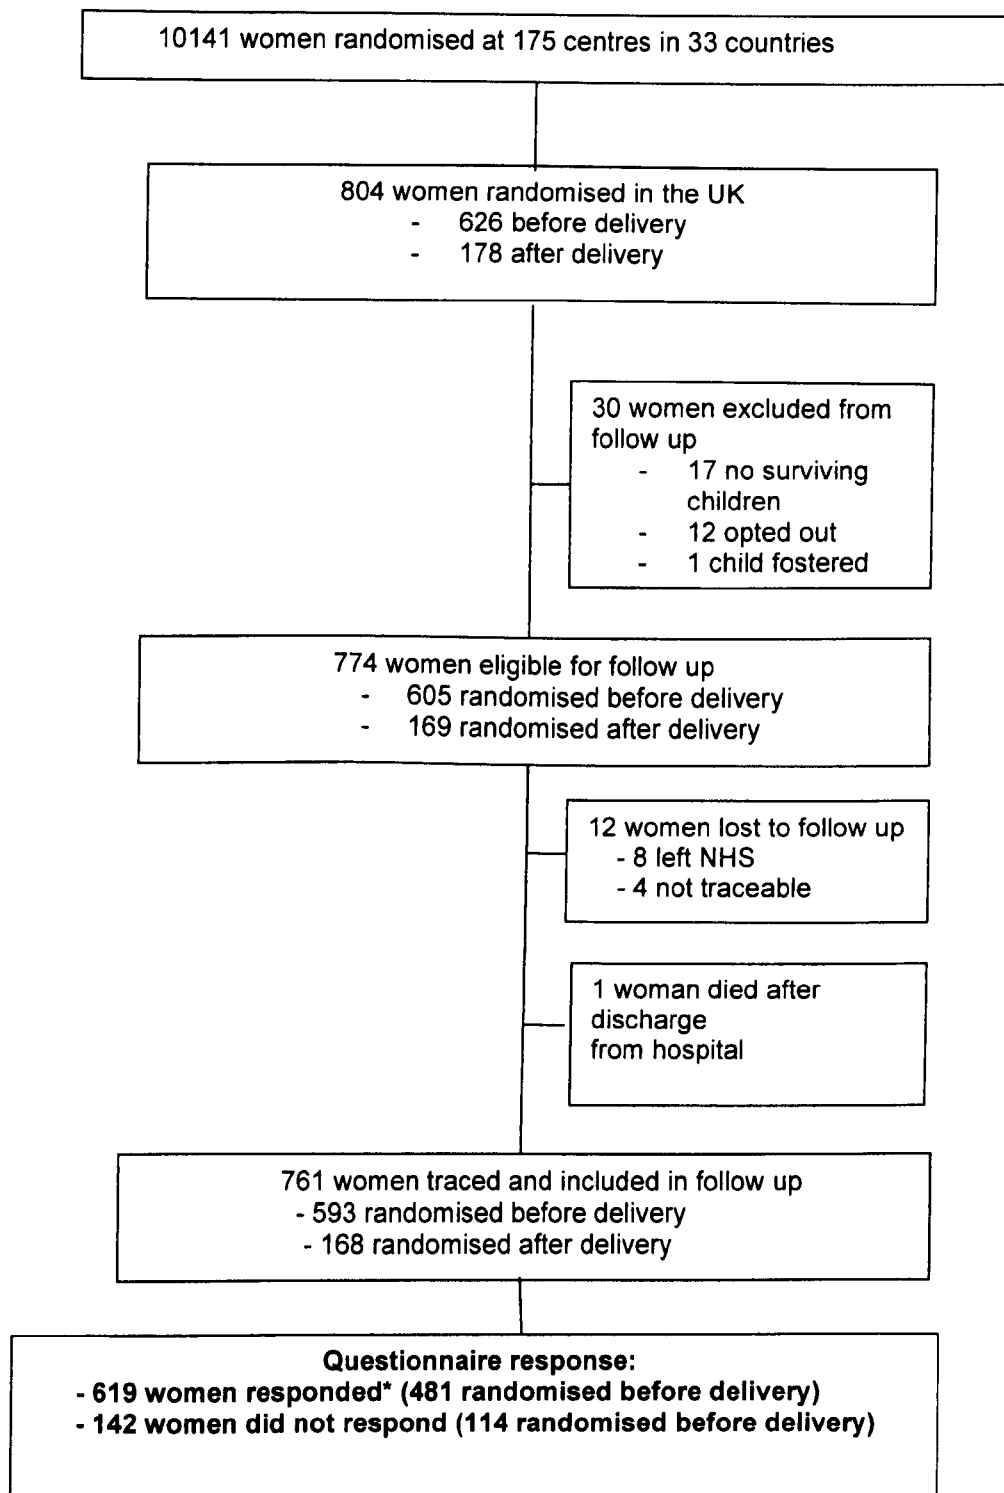 10141 women randomised at 175 centres in 33 countries
804 women randomised in the UK
- 626 before delivery
- 178 after delivery
30 women excluded from
follow up
- 17 no surviving
children
- 12 opted out
- 1 child fostered
774 women eligible for follow up
- 605 randomised before delivery
- 169 randomised after delivery
12 women lost to follow up
- 8 left NHS
- 4 not traceable
1 woman died after
discharge
from hospital
761 women traced and included in follow up
- 593 randomised before delivery
- 168 randomised after delivery
Questionnaire response:
- 619 women responded* (481 randomised before delivery)
- 142 women did not respond (114 randomised before delivery)